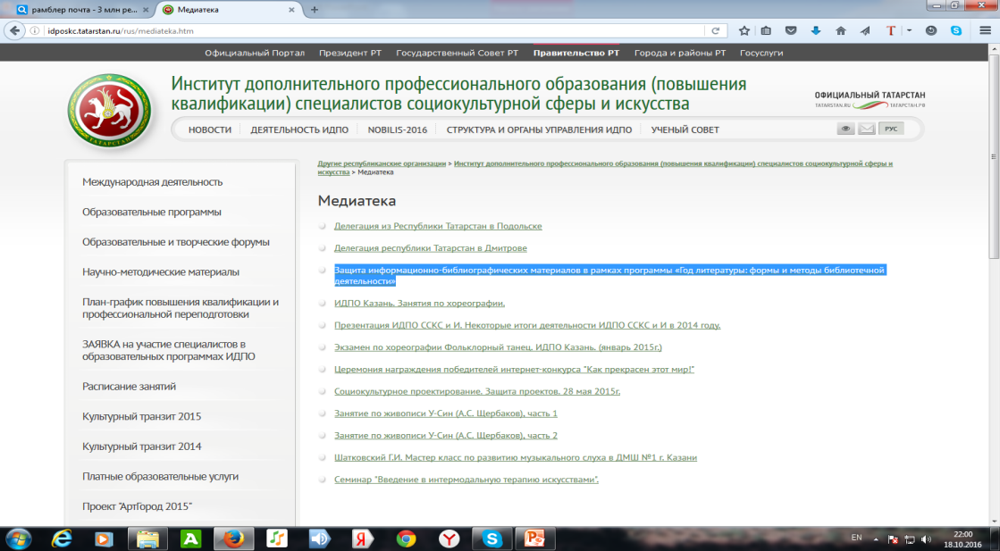 рамблер почта - 3 млн ре...
Медиатека
idposkc.tatarstan.ru/rus/mediateka.htm
Официальный Портал Президент РТ Государственный Совет РТ Правительство РТ Города и районы РТ Госуслуги
Институт дополнительного профессионального образования (повышения
квалификации) специалистов социокультурной сферы и искусства
ОФИЦИАЛЬНЫЙ ТАТАРСТАН
TATARSTAN.RU ТАТАРСТАН.РФ
ТАТАРСТАН
НОВОСТИ ДЕЯТЕЛЬНОСТЬ ИДПО NOBILIS-2016 СТРУКТУРА И ОРГАНЫ УПРАВЛЕНИЯ ИДПО УЧЕНЫЙ СОВЕТ
РУС
Другие республиканские организации > Институт дополнительного профессионального образования (повышения квалификации) специалистов социокультурной сферы и
искусства > Медиатека
Международная деятельность
Образовательные программы
Образовательные и творческие форумы
Научно-методические материалы
План-график повышения квалификации и
профессиональной переподготовки
ЗАЯВКА на участие специалистов в
образовательных программах ИДПО
Расписание занятий
Культурный транзит 2015
Культурный транзит 2014
Платные образовательные услуги
Проект "АртГород 2015"
Медиатека
Делегация из Республики Татарстан в Подольске
Делегация республики Татарстан в Дмитрове
Защита информационно-библиографических материалов в рамках программы «Год литературы: формы и методы библиотечной
деятельности»
ИДПО Казань. Занятия по хореографии.
Презентация ИДПО ССКС и И. Некоторые итоги деятельности ИДПО ССКС и И в 2014 году.
Экзамен по хореографии Фольклорный танец. ИДПО Казань. (январь 2015г.)
Церемония награждения победителей интернет-конкурса "Как прекрасен этот мир!"
Социокультурное проектирование. Защита проектов. 28 мая 2015г.
Занятие по живописи У-Син (А.С. Щербаков), часть 1
Занятие по живописи У-Син (А.С. Щербаков), часть 2
Шатковский Г.И. Мастер класс по развитию музыкального слуха в ДМШ №1 г. Казани
Семинар "Введение в интермодальную терапию искусствами".
EN
22:00
18.10.2016